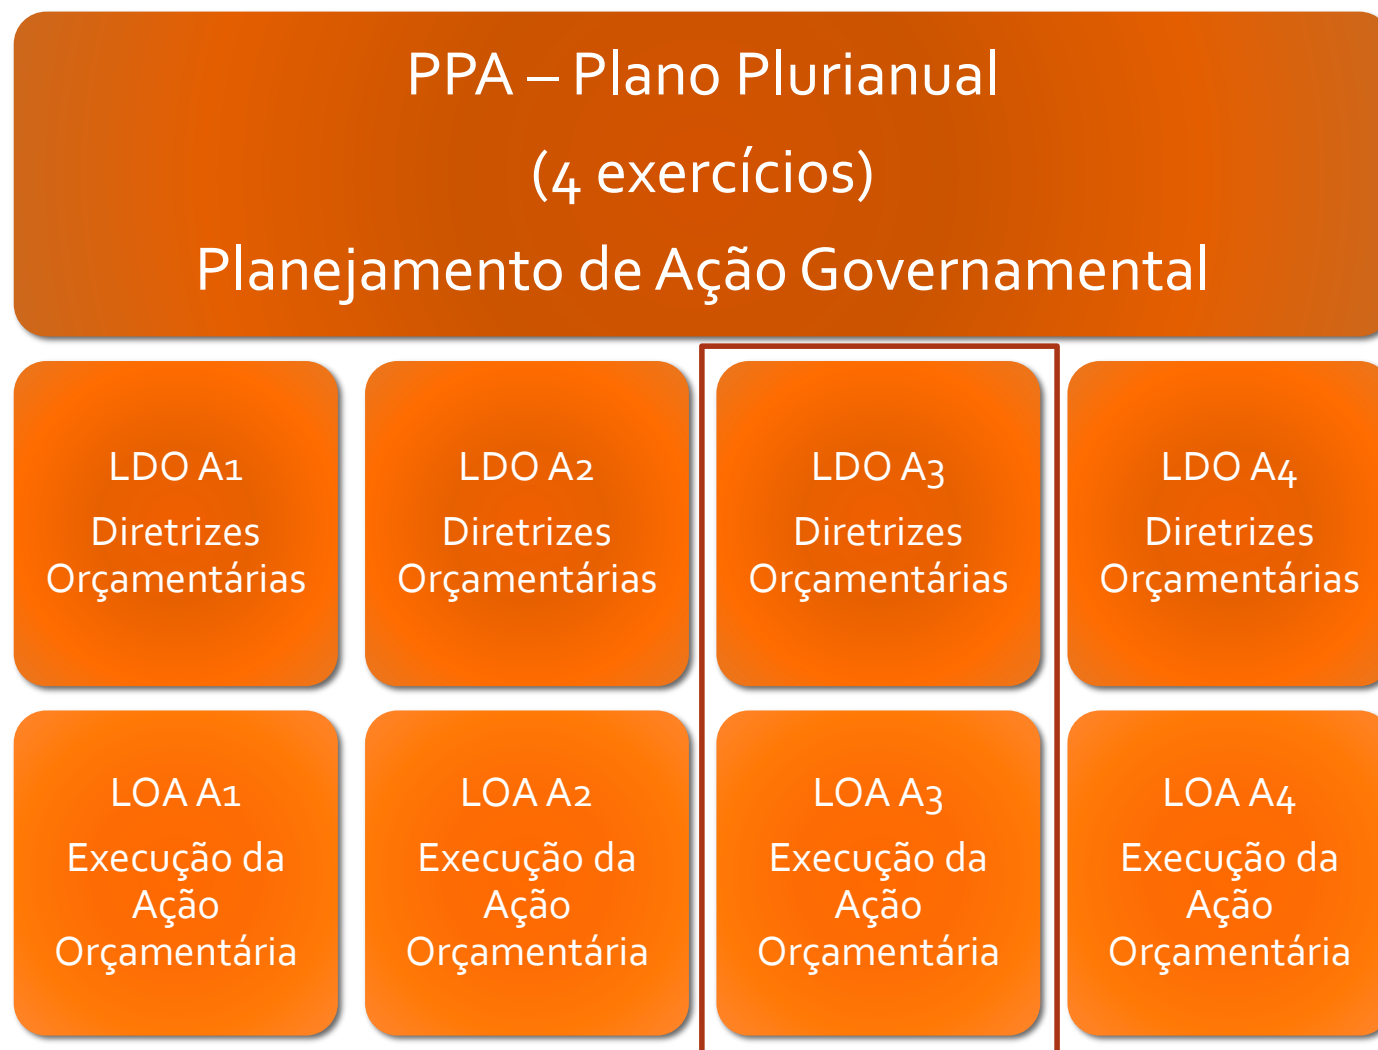 PPA – Plano Plurianual
(4 exercícios)
Planejamento de Ação Governamental
LDO A1
Diretrizes
Orçamentárias
LDO A2
Diretrizes
Orçamentárias
LDO A3
Diretrizes
Orçamentárias
LDO A4
Diretrizes
Orçamentárias
LOA A1
Execução da
Ação
Orçamentária
LOA A2
Execução da
Ação
Orçamentária
LOA A3
Execução da
Ação
Orçamentária
LOA A4
Execução da
Ação
Orçamentária